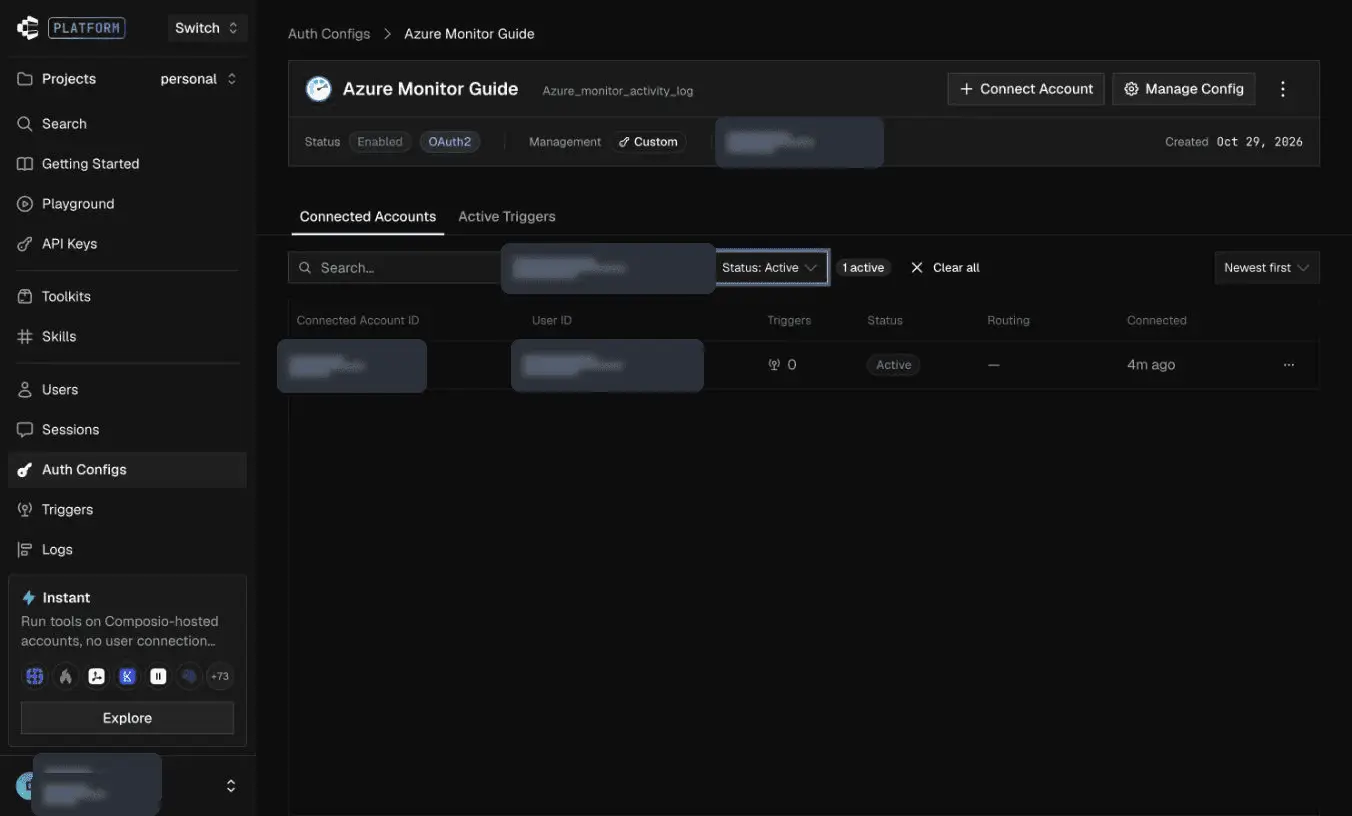 PLATFORM
Switch
Projects
personal
Search
Getting Started
Playground
API Keys
Toolkits
Skills
Users
Sessions
Auth Configs
Triggers
Logs
Instant
Run tools on Composio-hosted
accounts, no user connection...
+73
Explore
Auth Configs > Azure Monitor Guide
Azure Monitor Guide
Azure_monitor_activity_log
Connect Account
Manage Config
Status Enabled OAuth2
Management Custom
Created Oct 29, 2026
Connected Accounts
Active Triggers
Search...
Status: Active
1 active
Clear all
Newest first
Connected Account ID User ID Triggers Status Routing Connected
0 Active — 4m ago